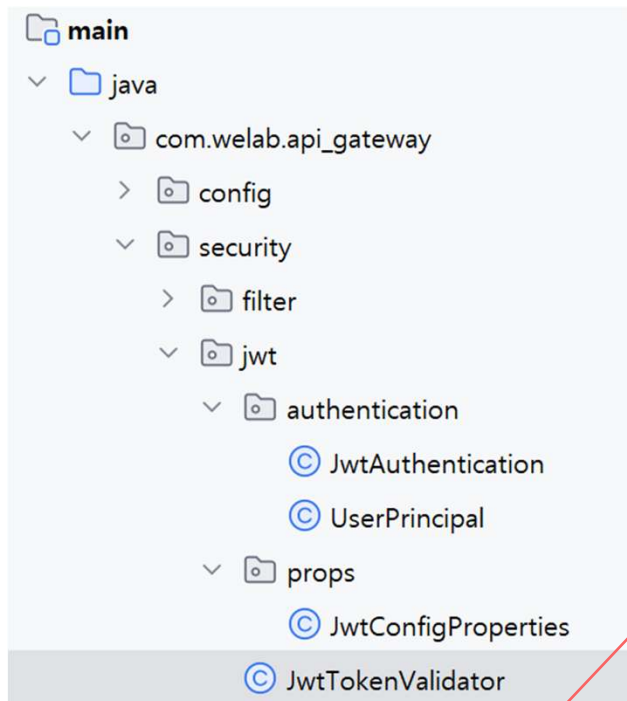 main
java
com.welab.api_gateway
config
security
filter
jwt
authentication
C JwtAuthentication
C UserPrincipal
props
C JwtConfigProperties
C JwtTokenValidator